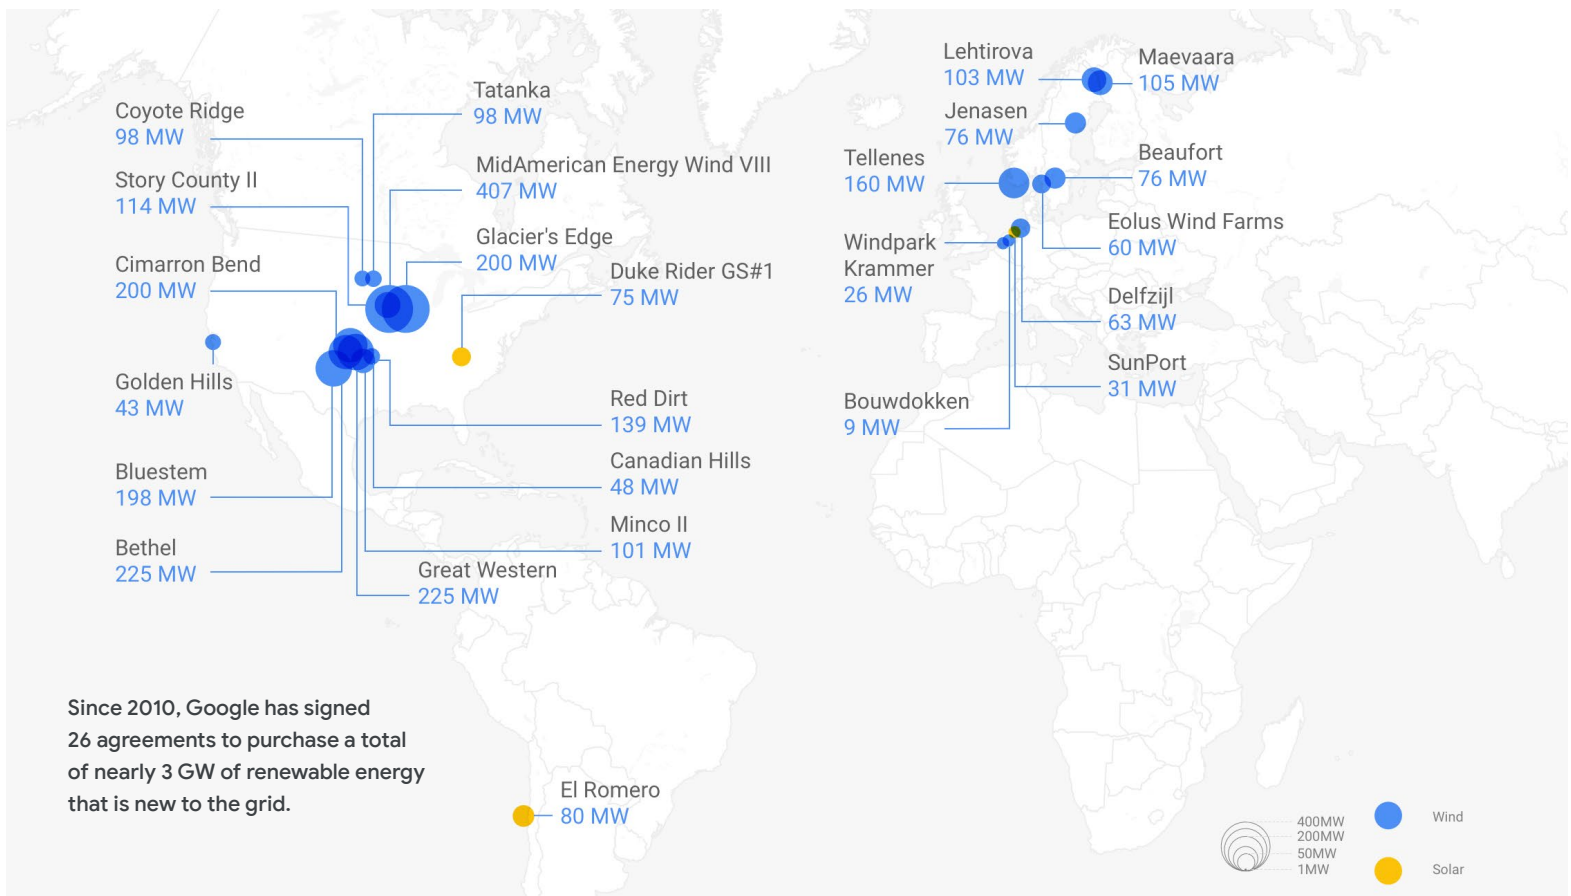 Lehtirova
103 MW
Maevaara
105 MW
Tatanka
98 MW
Coyote Ridge
98 MW
Jenasen
76 MW
MidAmerican Energy Wind VIII
407 MW
Tellenes
160 MW
Beaufort
76 MW
Story County II
114 MW
Glacier's Edge
200 MW
Eolus Wind Farms
60 MW
Cimarron Bend
200 MW
Duke Rider GS#1
75 MW
Windpark
Krammer
26 MW
Delfzijl
63 MW
Golden Hills
43 MW
SunPort
31 MW
Red Dirt
139 MW
Bouwdokken
9 MW
Bluestem
198 MW
Canadian Hills
48 MW
Minco II
101 MW
Bethel
225 MW
Great Western
225 MW
Since 2010, Google has signed
26 agreements to purchase a total
of nearly 3 GW of renewable energy
that is new to the grid.
El Romero
80 MW
400MW
200MW
50MW
1MW
Wind
Solar